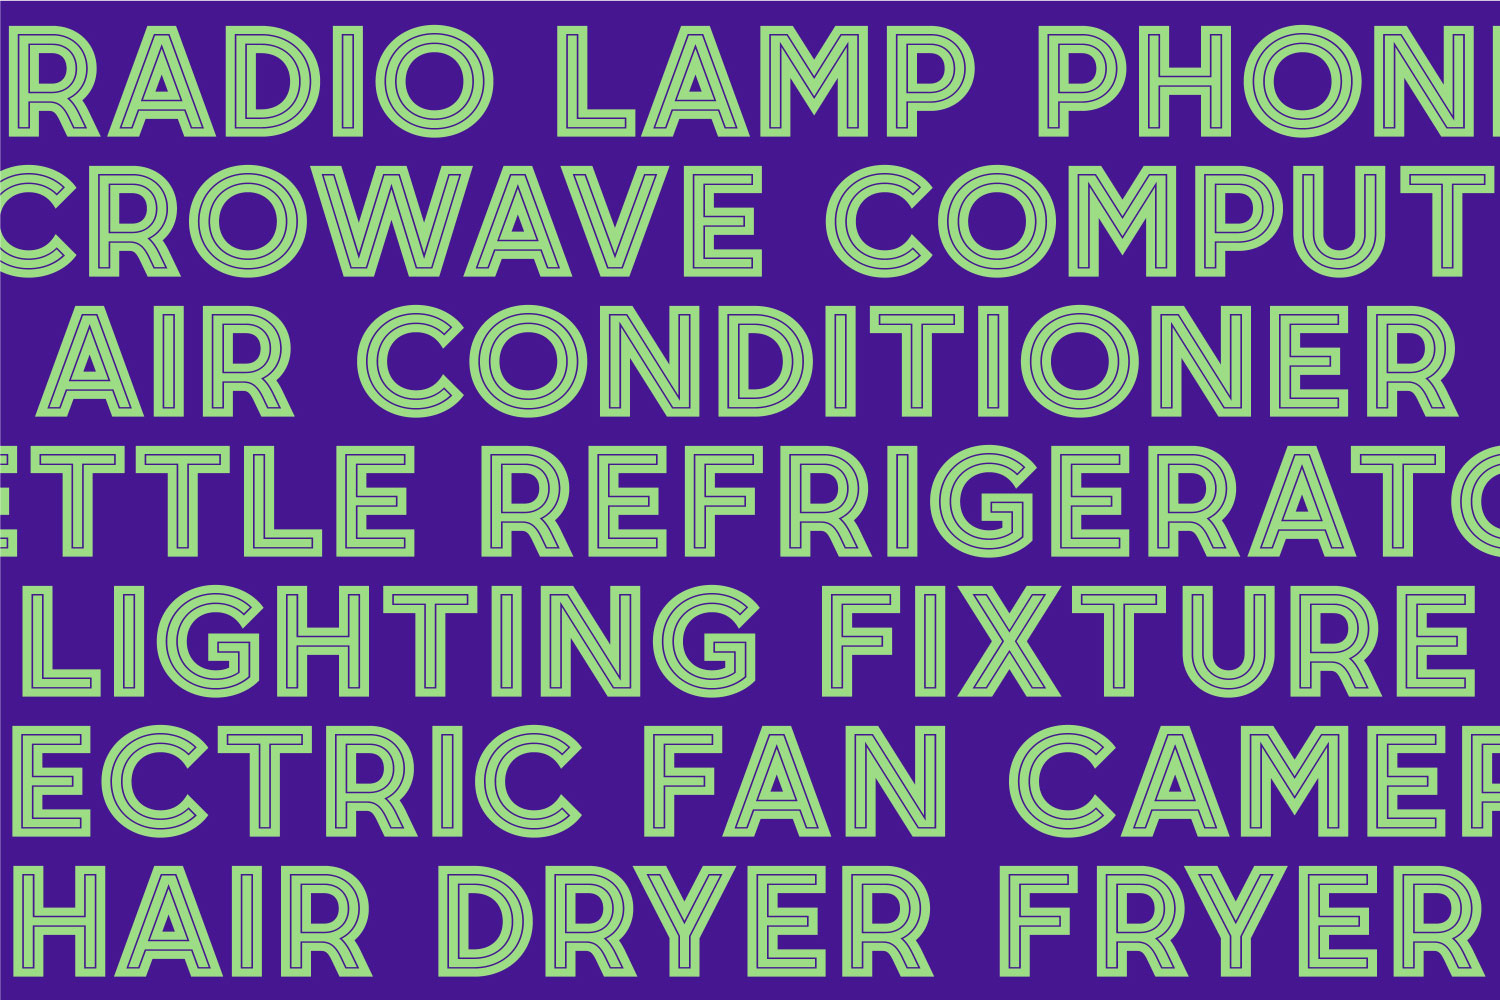 RADIO LAMP PHON
CROWAVE COMPUT
AIR CONDITIONER
ETTLE REFRIGERATO
LIGHTING FIXTURE
ECTRIC FAN CAMER
HAIR DRYER FRYER